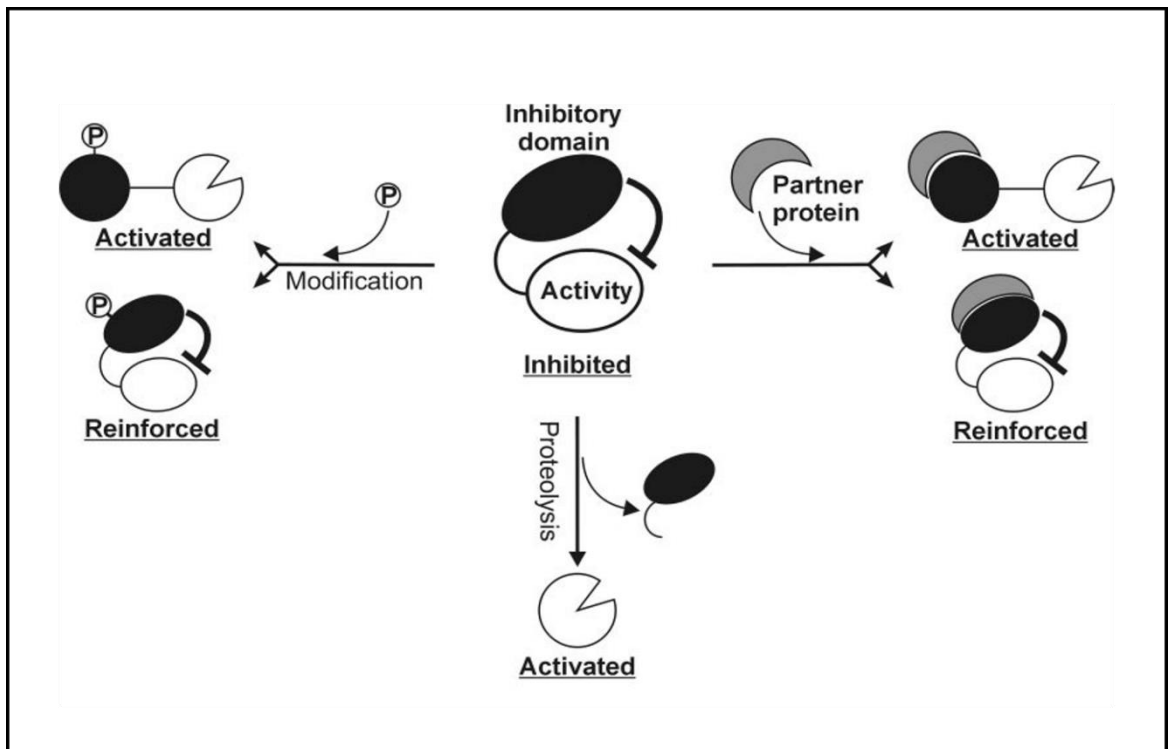 P
Activated
P
Reinforced
P
Modification
Inhibitory
domain
Activity
Inhibited
Proteolysis
Activated
Partner
protein
Activated
Reinforced